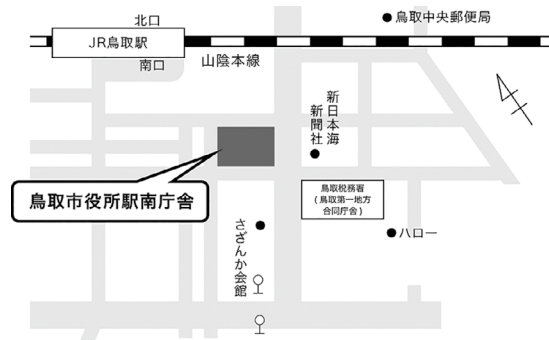 北口
鳥取中央郵便局
JR鳥取駅
南口
山陰本線
新日本海
新聞社
鳥取市役所駅南庁舎
鳥取税務署
(鳥取第一地方
合同庁舎)
さざんか会館
ハロー